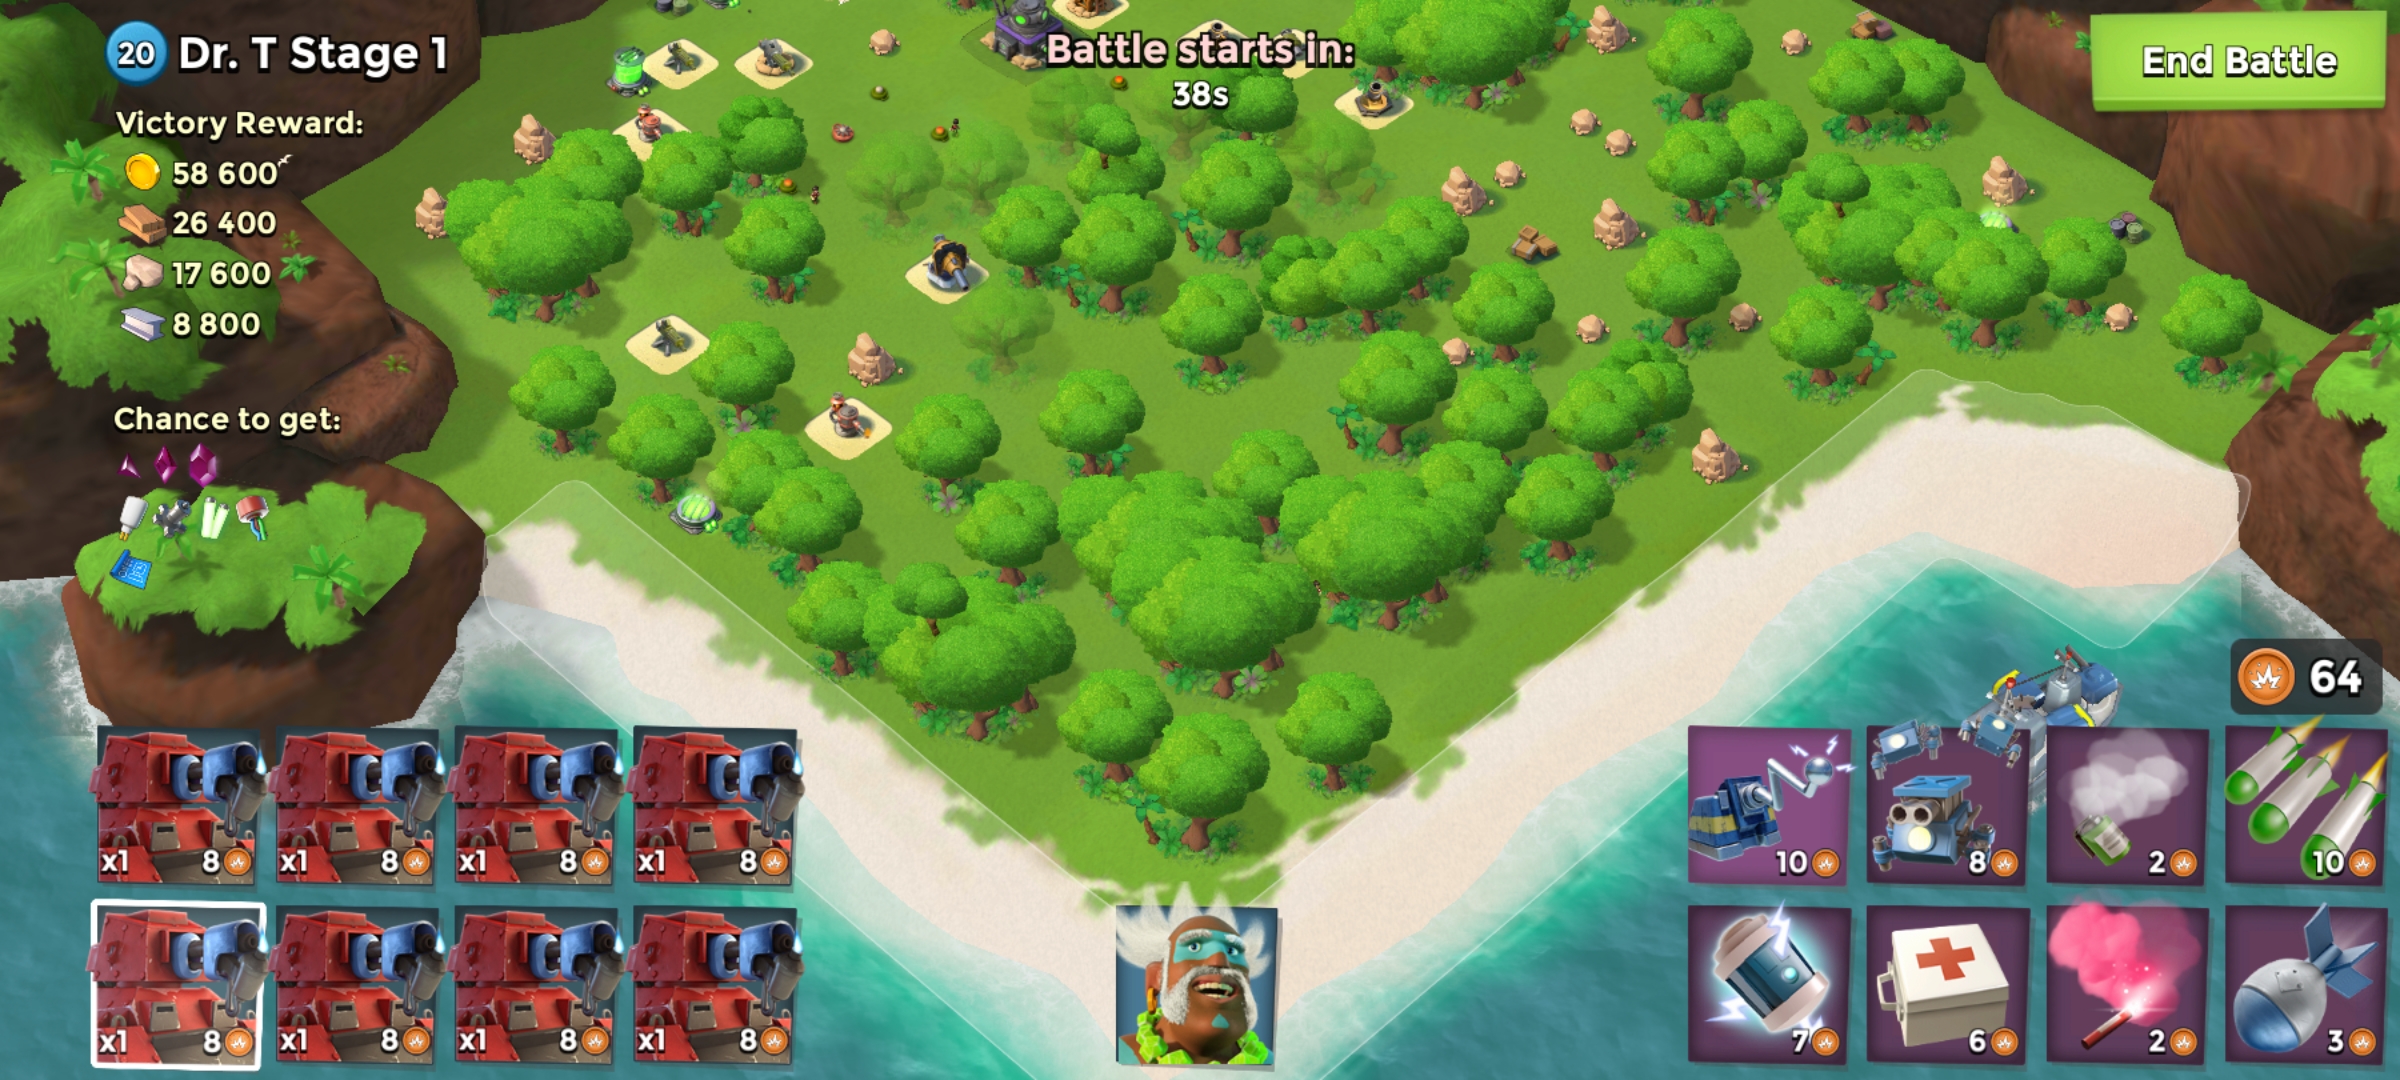 20 Dr. T Stage 1
Battle starts in:
38s
End Battle
Victory Reward:
58 600
26 400
17 600
8 800
Chance to get:
64
x1 8 x1 8 x1 8 x1 8
10 8 2 10
x1 8 x1 8 x1 8 x1 8
7 6 2 3